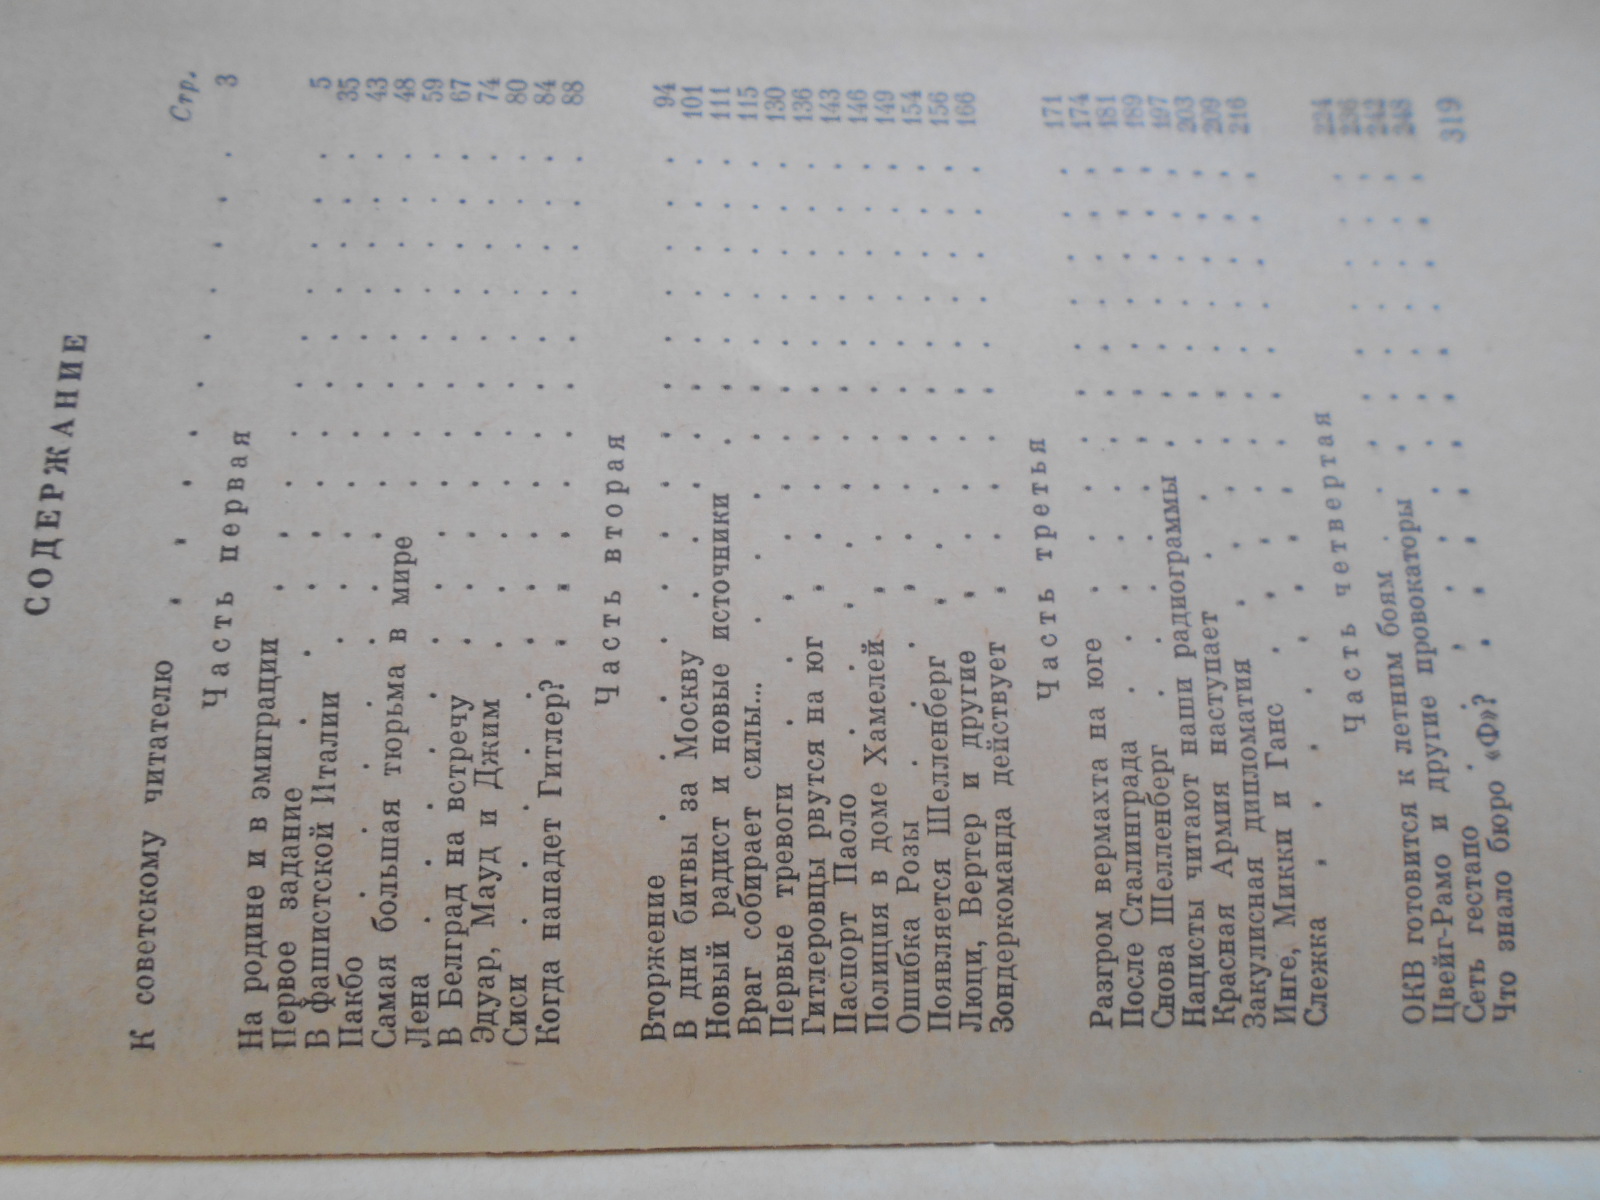 СОДЕРЖАНИЕ
Стр.
К советскому читателю . . . . . . . . . . 3
Часть первая
На родине и в эмиграции . . . . . . . . . . 5
Первое задание . . . . . . . . . . 35
В фашистской Италии . . . . . . . . . . 43
Пакбо . . . . . . . . . . 48
Самая большая тюрьма в мире . . . . . . . . 59
Лена . . . . . . . . . . 67
В Белград на встречу . . . . . . . . . . 74
Эдуар, Мауд и Джим . . . . . . . . . . 80
Сиси . . . . . . . . . . 84
Когда нападет Гитлер? . . . . . . . . . . 88
Часть вторая
Вторжение . . . . . . . . . . 94
В дни битвы за Москву . . . . . . . . . . 101
Новый радист и новые источники . . . . . . . 111
Враг собирает силы... . . . . . . . . . . 115
Первые тревоги . . . . . . . . . . 130
Гитлеровцы рвутся на юг . . . . . . . . . . 136
Паспорт Паоло . . . . . . . . . . 143
Полиция в доме Хамелей . . . . . . . . . . 146
Ошибка Розы . . . . . . . . . . 149
Появляется Шелленберг . . . . . . . . . . 154
Люци, Вертер и другие . . . . . . . . . . 156
Зондеркоманда действует . . . . . . . . . . 166
Часть третья
Разгром вермахта на юге . . . . . . . . . . 171
После Сталинграда . . . . . . . . . . 174
Снова Шелленберг . . . . . . . . . . 181
Нацисты читают наши радиограммы . . . . . . . 189
Красная Армия наступает . . . . . . . . . . 197
Закулисная дипломатия . . . . . . . . . . 203
Инге, Микки и Ганс . . . . . . . . . . 209
Слежка . . . . . . . . . . 216
Часть четвертая
ОКВ готовится к летним боям . . . . . . . . . 224
Цвейг-Рамо и другие провокаторы . . . . . . . 236
Сеть гестапо . . . . . . . . . . 242
Что знало бюро «Ф»? . . . . . . . . . . 248
319